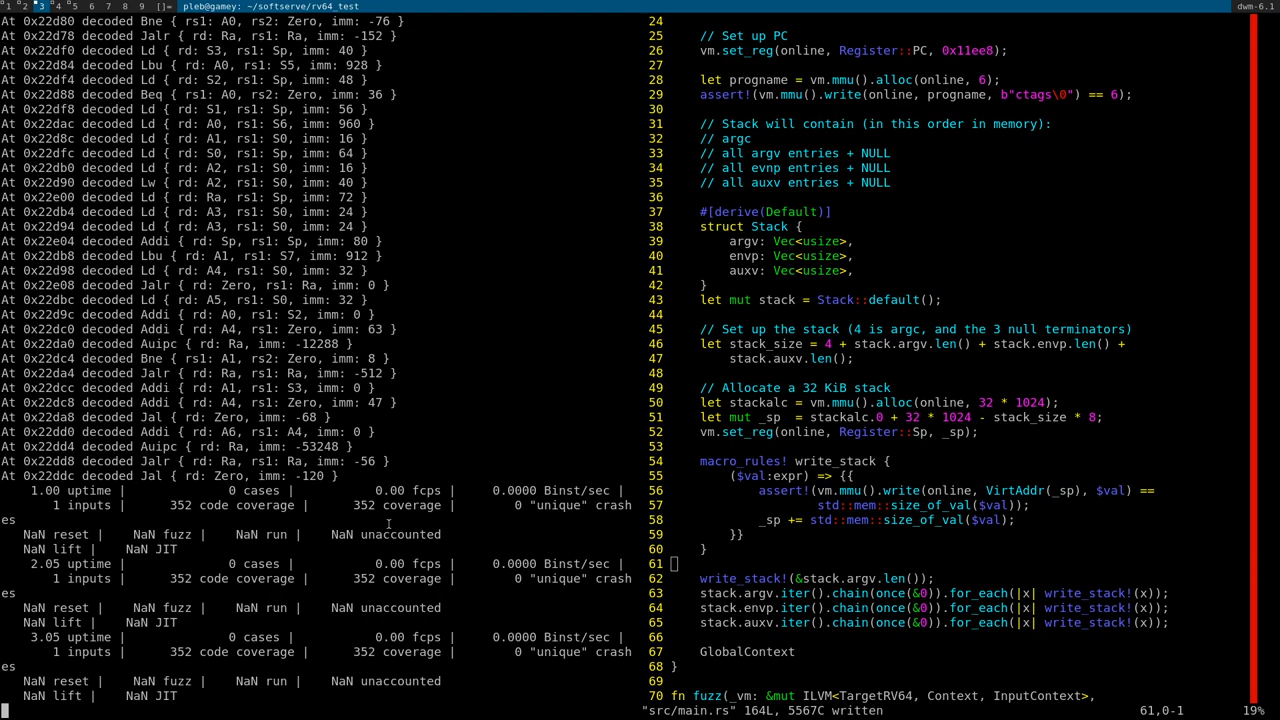 1 2 3 4 5 6 7 8 9 []= pleb@gamey: ~/softserve/rv64_test dwm-6.1
At 0x22d80 decoded Bne { rs1: A0, rs2: Zero, imm: -76 }
At 0x22d78 decoded Jalr { rd: Ra, rs1: Ra, imm: -152 }
At 0x22df0 decoded Ld { rd: S3, rs1: Sp, imm: 40 }
At 0x22d84 decoded Lbu { rd: A0, rs1: S5, imm: 928 }
At 0x22df4 decoded Ld { rd: S2, rs1: Sp, imm: 48 }
At 0x22d88 decoded Beq { rs1: A0, rs2: Zero, imm: 36 }
At 0x22df8 decoded Ld { rd: S1, rs1: Sp, imm: 56 }
At 0x22dac decoded Ld { rd: A0, rs1: S6, imm: 960 }
At 0x22d8c decoded Ld { rd: A1, rs1: S0, imm: 16 }
At 0x22dfc decoded Ld { rd: S0, rs1: Sp, imm: 64 }
At 0x22db0 decoded Ld { rd: A2, rs1: S0, imm: 16 }
At 0x22d90 decoded Lw { rd: A2, rs1: S0, imm: 40 }
At 0x22e00 decoded Ld { rd: Ra, rs1: Sp, imm: 72 }
At 0x22db4 decoded Ld { rd: A3, rs1: S0, imm: 24 }
At 0x22d94 decoded Ld { rd: A3, rs1: S0, imm: 24 }
At 0x22e04 decoded Addi { rd: Sp, rs1: Sp, imm: 80 }
At 0x22db8 decoded Lbu { rd: A1, rs1: S7, imm: 912 }
At 0x22d98 decoded Ld { rd: A4, rs1: S0, imm: 32 }
At 0x22e08 decoded Jalr { rd: Zero, rs1: Ra, imm: 0 }
At 0x22dbc decoded Ld { rd: A5, rs1: S0, imm: 32 }
At 0x22d9c decoded Addi { rd: A0, rs1: S2, imm: 0 }
At 0x22dc0 decoded Addi { rd: A4, rs1: Zero, imm: 63 }
At 0x22da0 decoded Auipc { rd: Ra, imm: -12288 }
At 0x22dc4 decoded Bne { rs1: A1, rs2: Zero, imm: 8 }
At 0x22da4 decoded Jalr { rd: Ra, rs1: Ra, imm: -512 }
At 0x22dcc decoded Addi { rd: A1, rs1: S3, imm: 0 }
At 0x22dc8 decoded Addi { rd: A4, rs1: Zero, imm: 47 }
At 0x22da8 decoded Jal { rd: Zero, imm: -68 }
At 0x22dd0 decoded Addi { rd: A6, rs1: A4, imm: 0 }
At 0x22dd4 decoded Auipc { rd: Ra, imm: -53248 }
At 0x22dd8 decoded Jalr { rd: Ra, rs1: Ra, imm: -56 }
At 0x22ddc decoded Jal { rd: Zero, imm: -120 }
1.00 uptime | 0 cases | 0.00 fcps | 0.0000 Binst/sec |
1 inputs | 352 code coverage | 352 coverage | 0 "unique" crash
es
NaN reset | NaN fuzz | NaN run | NaN unaccounted
NaN lift | NaN JIT
2.05 uptime | 0 cases | 0.00 fcps | 0.0000 Binst/sec |
1 inputs | 352 code coverage | 352 coverage | 0 "unique" crash
es
NaN reset | NaN fuzz | NaN run | NaN unaccounted
NaN lift | NaN JIT
3.05 uptime | 0 cases | 0.00 fcps | 0.0000 Binst/sec |
1 inputs | 352 code coverage | 352 coverage | 0 "unique" crash
es
NaN reset | NaN fuzz | NaN run | NaN unaccounted
NaN lift | NaN JIT
24
25 // Set up PC
26 vm.set_reg(online, Register::PC, 0x11ee8);
27
28 let progname = vm.mmu().alloc(online, 6);
29 assert!(vm.mmu().write(online, progname, b"ctags\0") == 6);
30
31 // Stack will contain (in this order in memory):
32 // argc
33 // all argv entries + NULL
34 // all evnp entries + NULL
35 // all auxv entries + NULL
36
37 #[derive(Default)]
38 struct Stack {
39 argv: Vec<usize>,
40 envp: Vec<usize>,
41 auxv: Vec<usize>,
42 }
43 let mut stack = Stack::default();
44
45 // Set up the stack (4 is argc, and the 3 null terminators)
46 let stack_size = 4 + stack.argv.len() + stack.envp.len() +
47 stack.auxv.len();
48
49 // Allocate a 32 KiB stack
50 let stackalc = vm.mmu().alloc(online, 32 * 1024);
51 let mut _sp = stackalc.0 + 32 * 1024 - stack_size * 8;
52 vm.set_reg(online, Register::Sp, _sp);
53
54 macro_rules! write_stack {
55 ($val:expr) => {{
56 assert!(vm.mmu().write(online, VirtAddr(_sp), $val) ==
57 std::mem::size_of_val($val));
58 _sp += std::mem::size_of_val($val);
59 }}
60 }
61
62 write_stack!(&stack.argv.len());
63 stack.argv.iter().chain(once(&0)).for_each(|x| write_stack!(x));
64 stack.envp.iter().chain(once(&0)).for_each(|x| write_stack!(x));
65 stack.auxv.iter().chain(once(&0)).for_each(|x| write_stack!(x));
66
67 GlobalContext
68 }
69
70 fn fuzz(_vm: &mut ILVM<TargetRV64, Context, InputContext>,
"src/main.rs" 164L, 5567C written 61,0-1 19%